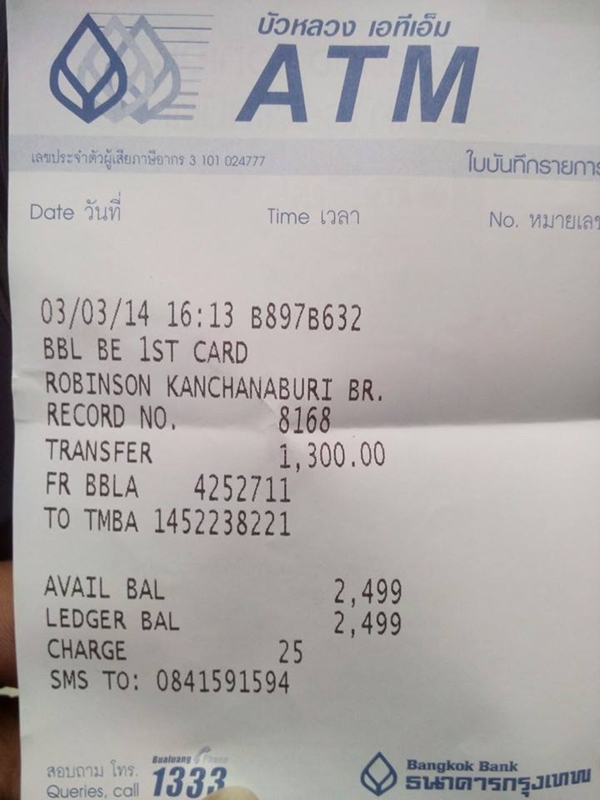 บัวหลวง เอทีเอ็ม
ATM
เลขประจำตัวผู้เสียภาษีอากร 3 101 024777
ใบบันทึกรายการ
Date วันที่ Time เวลา No. หมายเลข
03/03/14 16:13 B897B632
BBL BE 1ST CARD
ROBINSON KANCHANABURI BR.
RECORD NO. 8168
TRANSFER 1,300.00
FR BBLA 4252711
TO TMBA 1452238221
AVAIL BAL 2,499
LEDGER BAL 2,499
CHARGE 25
SMS TO: 0841591594
สอบถาม โทร.
Queries, call
Bualuang Phone
1333
Bangkok Bank
ธนาคารกรุงเทพ